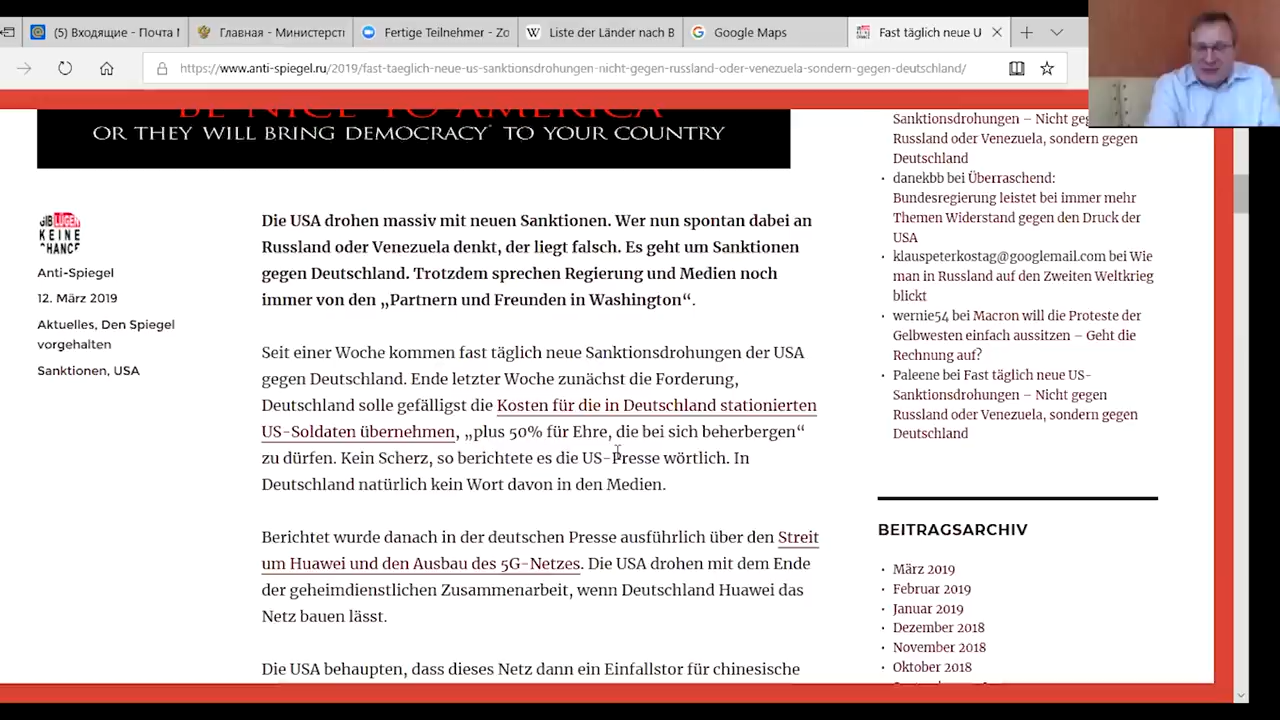 (5) Входящие - Почта М
Главная - Министерст
Fertige Teilnehmer - Zo
Liste der Länder nach B
Google Maps
Fast täglich neue U
https://www.anti-spiegel.ru/2019/fast-taeglich-neue-us-sanktionsdrohungen-nicht-gegen-russland-oder-venezuela-sondern-gegen-deutschland/
BE NICE TO AMERICA
OR THEY WILL BRING DEMOCRACY TO YOUR COUNTRY
GIB LÜGEN
KEINE
CHANCE
Anti-Spiegel
12. März 2019
Aktuelles, Den Spiegel
vorgehalten
Sanktionen, USA
Die USA drohen massiv mit neuen Sanktionen. Wer nun spontan dabei an
Russland oder Venezuela denkt, der liegt falsch. Es geht um Sanktionen
gegen Deutschland. Trotzdem sprechen Regierung und Medien noch
immer von den „Partnern und Freunden in Washington“.
Seit einer Woche kommen fast täglich neue Sanktionsdrohungen der USA
gegen Deutschland. Ende letzter Woche zunächst die Forderung,
Deutschland solle gefälligst die Kosten für die in Deutschland stationierten
US-Soldaten übernehmen, „plus 50% für Ehre, die bei sich beherbergen“
zu dürfen. Kein Scherz, so berichtete es die US-Presse wörtlich. In
Deutschland natürlich kein Wort davon in den Medien.
Berichtet wurde danach in der deutschen Presse ausführlich über den Streit
um Huawei und den Ausbau des 5G-Netzes. Die USA drohen mit dem Ende
der geheimdienstlichen Zusammenarbeit, wenn Deutschland Huawei das
Netz bauen lässt.
Die USA behaupten, dass dieses Netz dann ein Einfallstor für chinesische
Sanktionsdrohungen – Nicht geg
Russland oder Venezuela, sondern gegen
Deutschland
danekbb bei Überraschend:
Bundesregierung leistet bei immer mehr
Themen Widerstand gegen den Druck der
USA
klauspeterkostag@googlemail.com bei Wie
man in Russland auf den Zweiten Weltkrieg
blickt
wernie54 bei Macron will die Proteste der
Gelbwesten einfach aussitzen – Geht die
Rechnung auf?
Paleene bei Fast täglich neue US-
Sanktionsdrohungen – Nicht gegen
Russland oder Venezuela, sondern gegen
Deutschland
BEITRAGSARCHIV
März 2019
Februar 2019
Januar 2019
Dezember 2018
November 2018
Oktober 2018